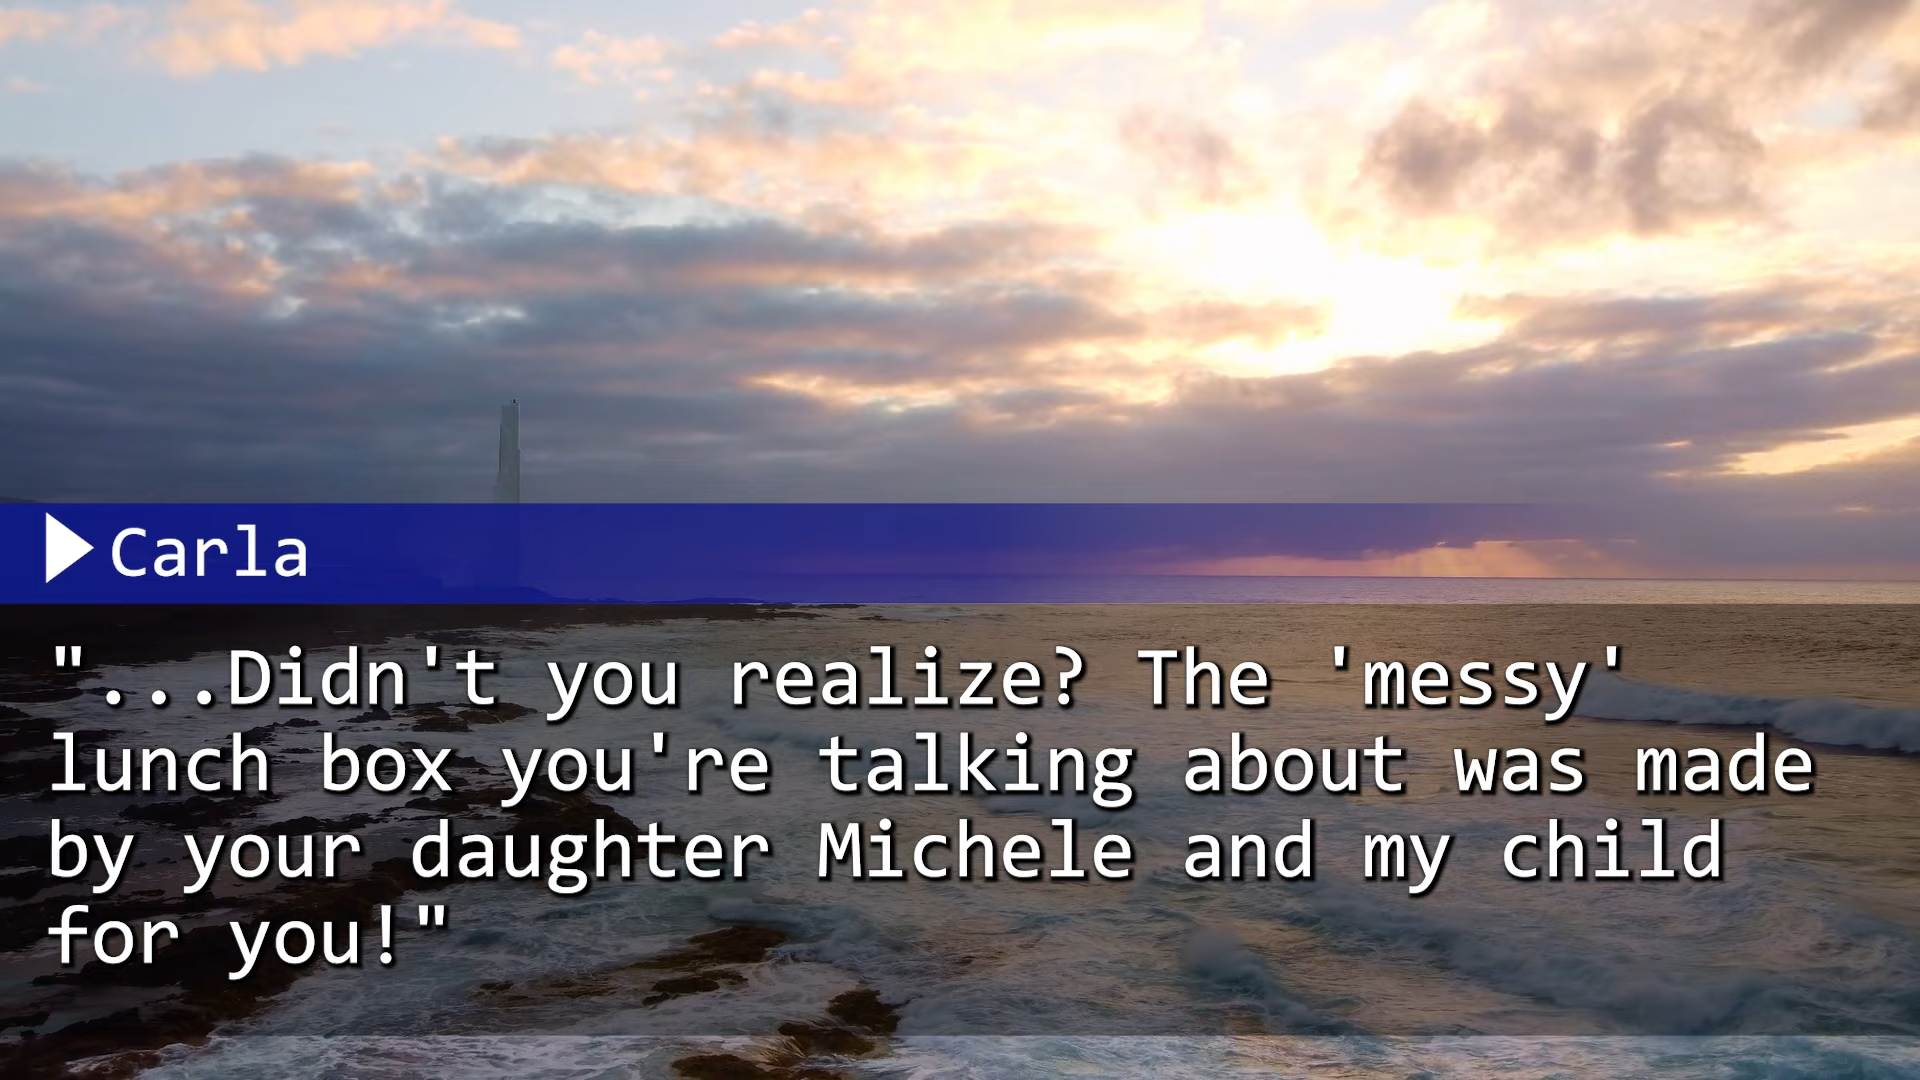 Carla
"...Didn't you realize? The 'messy'
lunch box you're talking about was made
by your daughter Michele and my child
for you!"